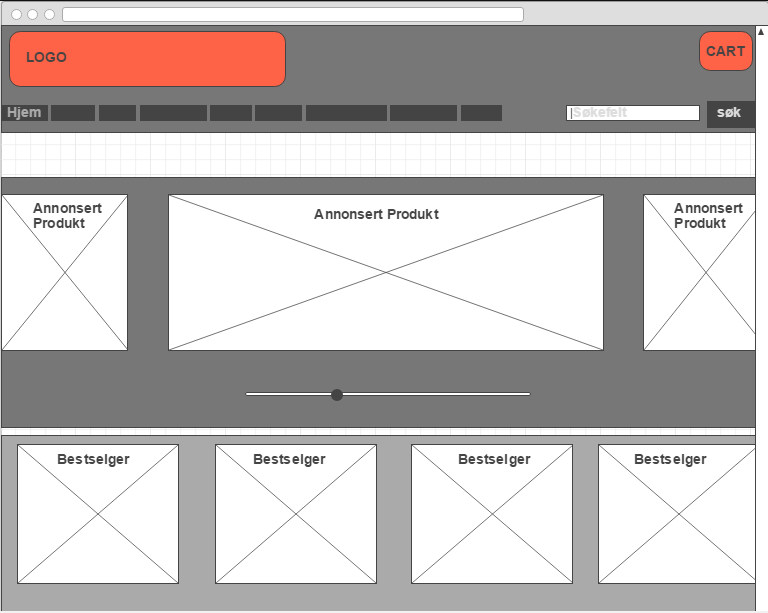 LOGO
CART
Hjem
Søkefelt
søk
Annonsert
Produkt
Annonsert Produkt
Annonsert
Produkt
Bestselger
Bestselger
Bestselger
Bestselger